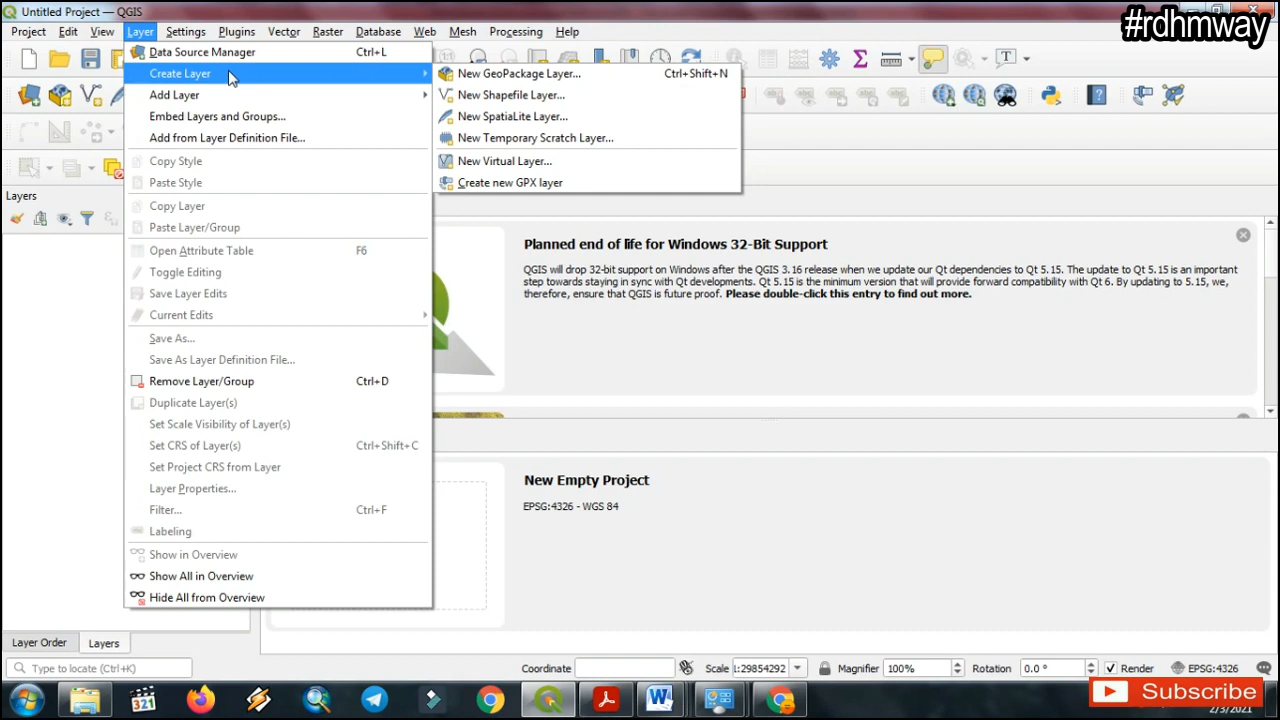 Untitled Project — QGIS
#rdhmway
Project Edit View Layer Settings Plugins Vector Raster Database Web Mesh Processing Help
Data Source Manager Ctrl+L
Create Layer
Add Layer
Embed Layers and Groups...
Add from Layer Definition File...
Copy Style
Paste Style
Copy Layer
Paste Layer/Group
Open Attribute Table F6
Toggle Editing
Save Layer Edits
Current Edits
Save As...
Save As Layer Definition File...
Remove Layer/Group Ctrl+D
Duplicate Layer(s)
Set Scale Visibility of Layer(s)
Set CRS of Layer(s) Ctrl+Shift+C
Set Project CRS from Layer
Layer Properties...
Filter... Ctrl+F
Labeling
Show in Overview
Show All in Overview
Hide All from Overview
New GeoPackage Layer... Ctrl+Shift+N
New Shapefile Layer...
New SpatiaLite Layer...
New Temporary Scratch Layer...
New Virtual Layer...
Create new GPX layer
Layers
Planned end of life for Windows 32-Bit Support
QGIS will drop 32-bit support on Windows after the QGIS 3.16 release when we update our Qt dependencies to Qt 5.15. The update to Qt 5.15 is an important
step towards staying in sync with Qt developments. Qt 5.15 is the minimum version that will provide forward compatibility with Qt 6. By updating to 5.15, we,
therefore, ensure that QGIS is future proof. Please double-click this entry to find out more.
New Empty Project
EPSG:4326 - WGS 84
Layer Order Layers
Type to locate (Ctrl+K) Coordinate Scale 1:29854292 Magnifier 100% Rotation 0.0 ° Render EPSG:4326
321
Subscribe
2/3/2021